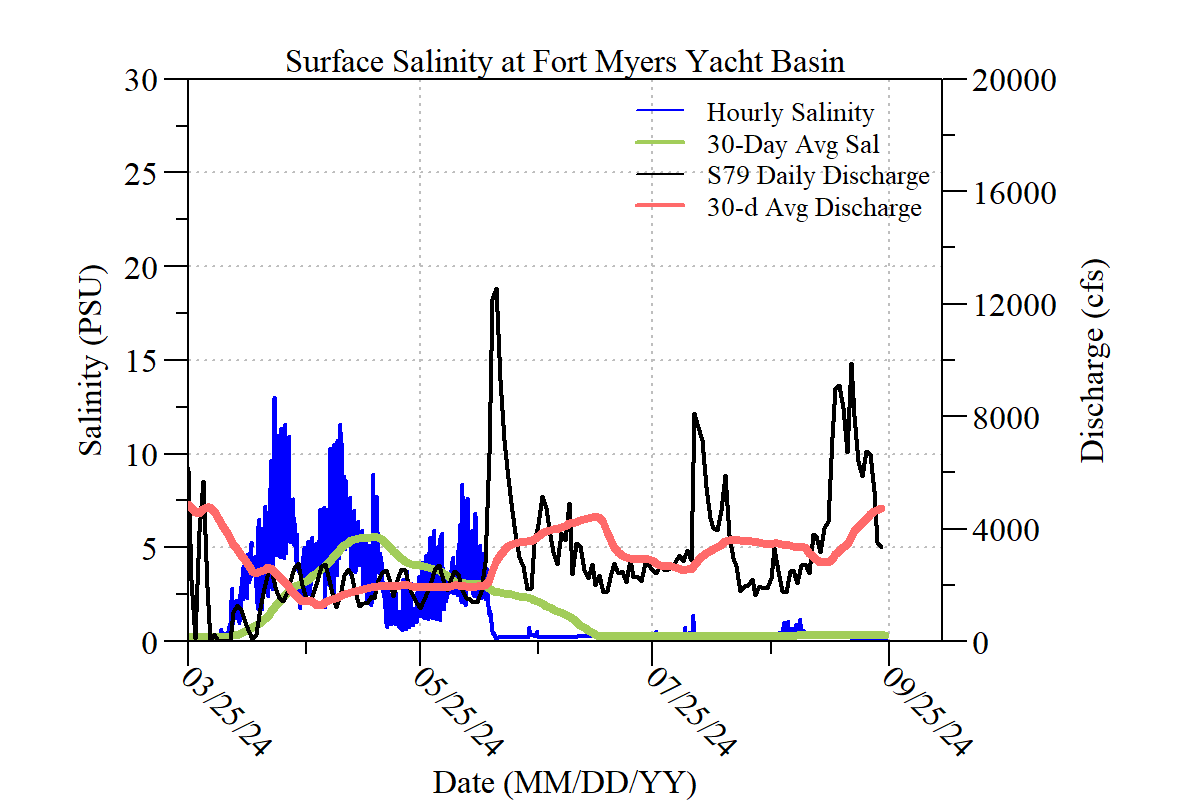 Surface Salinity at Fort Myers Yacht Basin
30
25
20
15
10
5
0
Salinity (PSU)
Hourly Salinity
30-Day Avg Sal
S79 Daily Discharge
30-d Avg Discharge
20000
16000
12000
8000
4000
0
Discharge (cfs)
03/25/24
05/25/24
07/25/24
09/25/24
Date (MM/DD/YY)